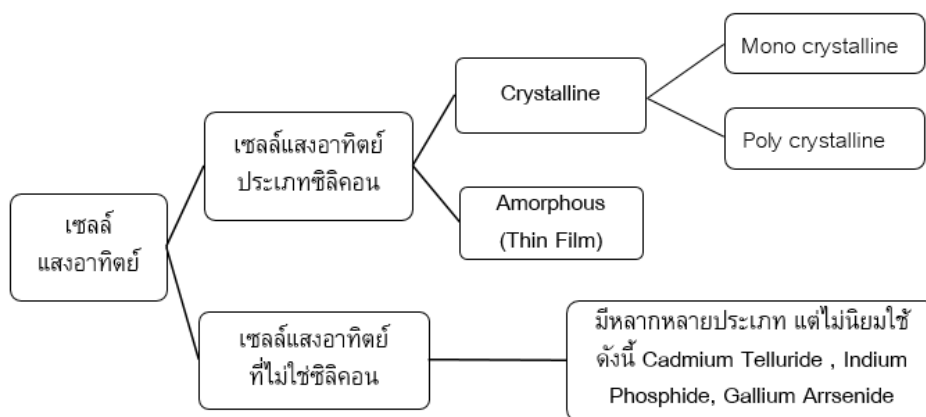 เซลล์
แสงอาทิตย์
เซลล์แสงอาทิตย์
ประเภทซิลิคอน
Crystalline
Mono crystalline
Poly crystalline
Amorphous
(Thin Film)
เซลล์แสงอาทิตย์
ที่ไม่ใช่ซิลิคอน
มีหลากหลายประเภท แต่ไม่นิยมใช้
ดังนี้ Cadmium Telluride , Indium
Phosphide, Gallium Arrsenide